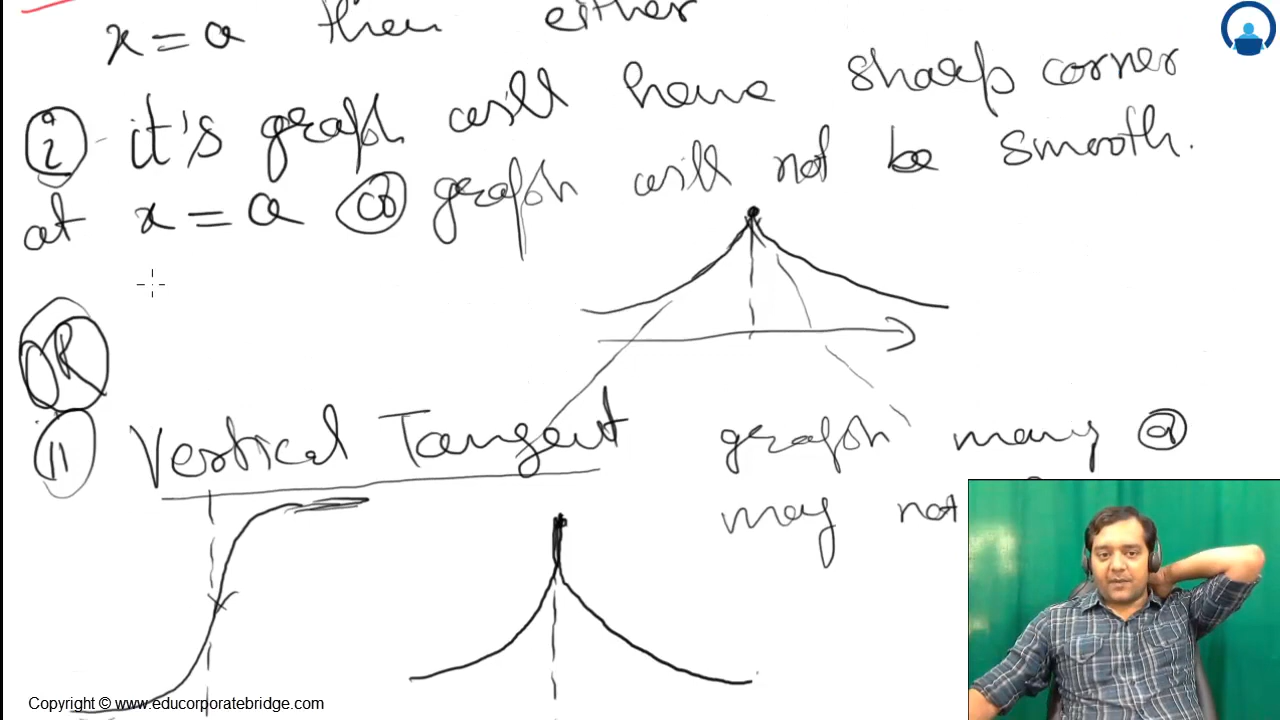 x = a then either
i it's graph will have sharp corner
at x = a or graph will not be smooth.
OR
II Vertical Tangent graph many or
may not
Copyright © www.educorporatebridge.com